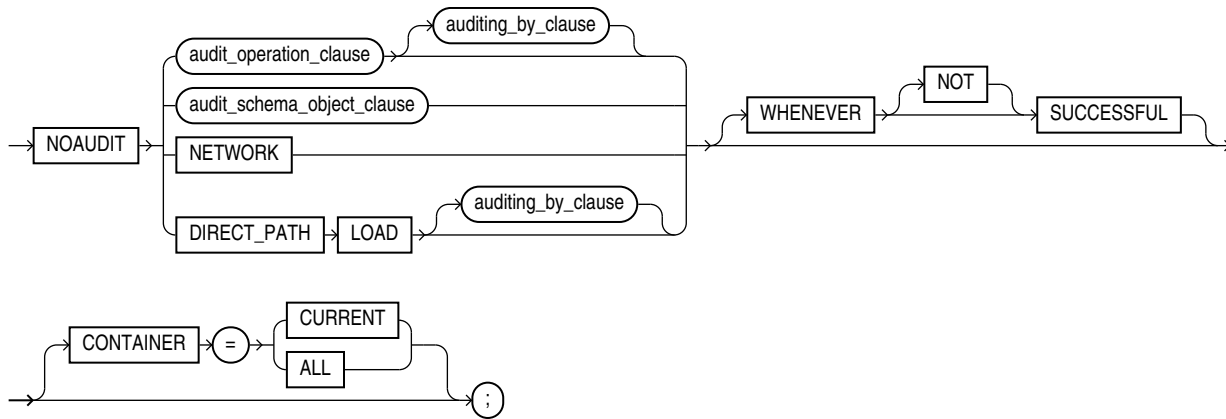 auditing_by_clause
audit_operation_clause
NOT
audit_schema_object_clause
WHENEVER SUCCESSFUL
NOAUDIT
NETWORK
auditing_by_clause
DIRECT_PATH LOAD
CURRENT
CONTAINER =
ALL
;